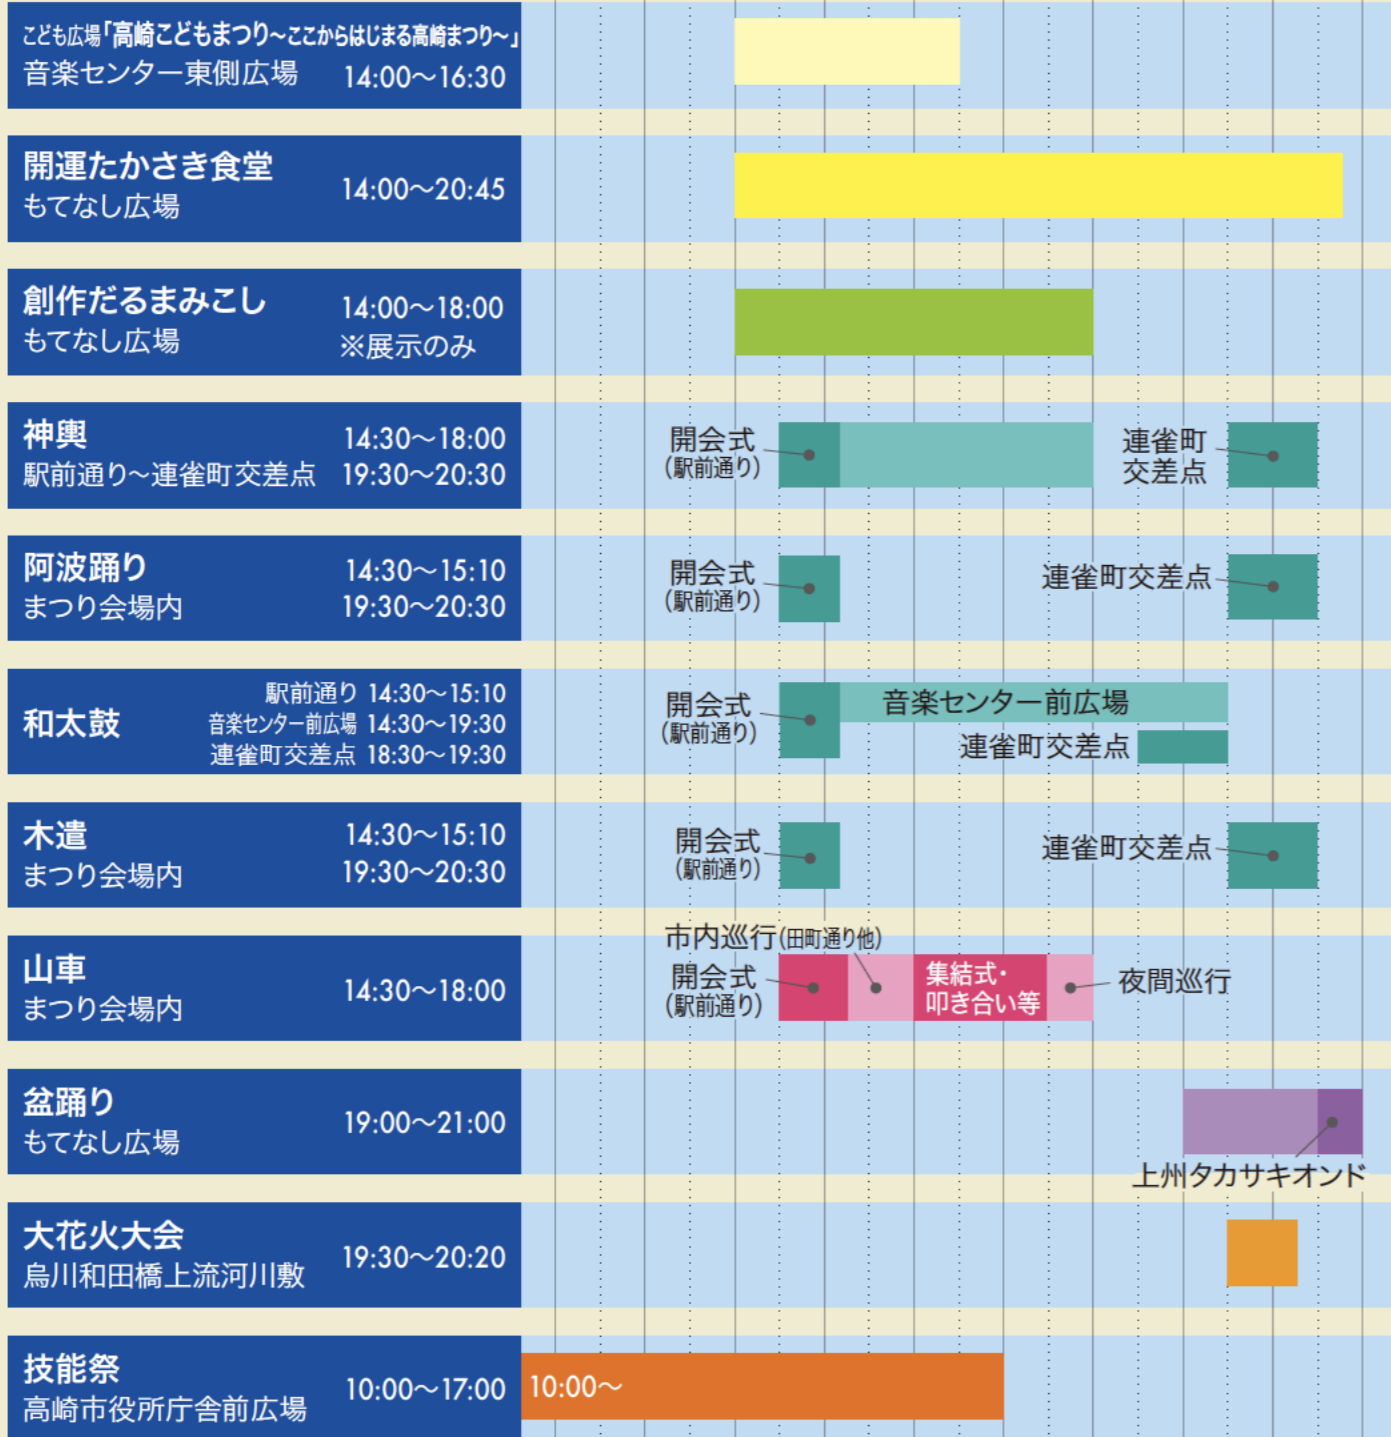 こども広場「高崎こどもまつり～ここからはじまる高崎まつり～」
音楽センター東側広場 14:00～16:30
開運たかさき食堂
もてなし広場
14:00～20:45
創作だるまみこし
もてなし広場
14:00～18:00
※展示のみ
神輿
駅前通り～連雀町交差点
14:30～18:00
19:30～20:30
開会式
(駅前通り)
連雀町
交差点
阿波踊り
まつり会場内
14:30～15:10
19:30～20:30
開会式
(駅前通り)
連雀町交差点
和太鼓
駅前通り 14:30～15:10
音楽センター前広場 14:30～19:30
連雀町交差点 18:30～19:30
開会式
(駅前通り)
音楽センター前広場
連雀町交差点
木遣
まつり会場内
14:30～15:10
19:30～20:30
開会式
(駅前通り)
連雀町交差点
山車
まつり会場内
14:30～18:00
市内巡行(田町通り他)
開会式
(駅前通り)
集結式・
叩き合い等
夜間巡行
盆踊り
もてなし広場
19:00～21:00
上州タカサキオンド
大花火大会
烏川和田橋上流河川敷
19:30～20:20
技能祭
高崎市役所庁舎前広場
10:00～17:00
10:00～